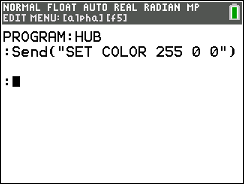 NORMAL FLOAT AUTO REAL RADIAN MP
EDIT MENU:[alpha][f5]
PROGRAM:HUB
:Send("SET COLOR 255 0 0")
: